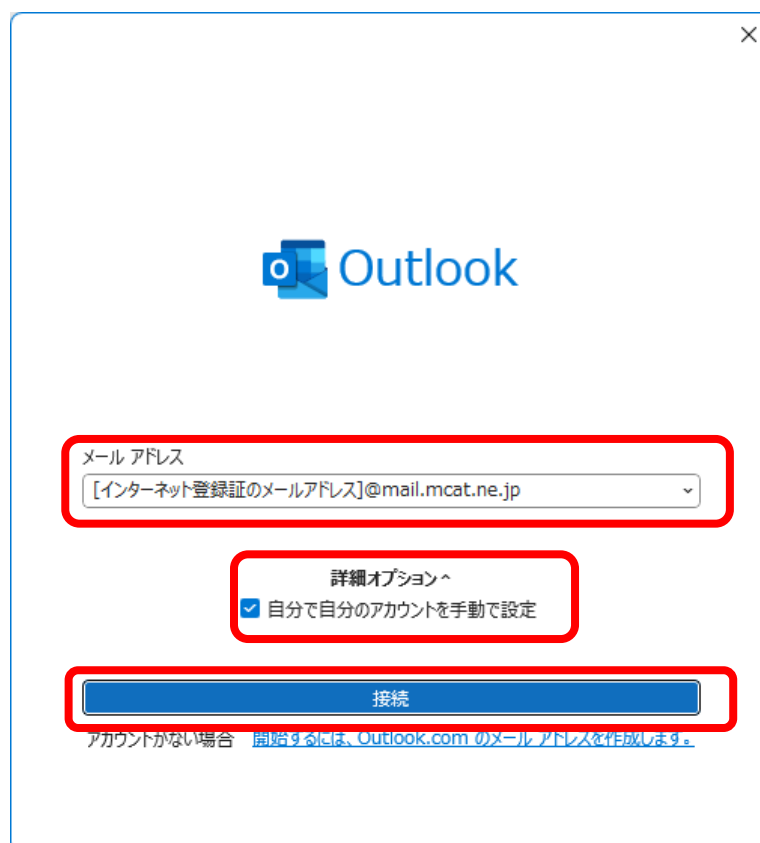 Outlook
メール アドレス
[インターネット登録証のメールアドレス]@mail.mcat.ne.jp
詳細オプション
自分で自分のアカウントを手動で設定
接続
アカウントがない場合 開始するには、Outlook.com のメール アドレスを作成します。